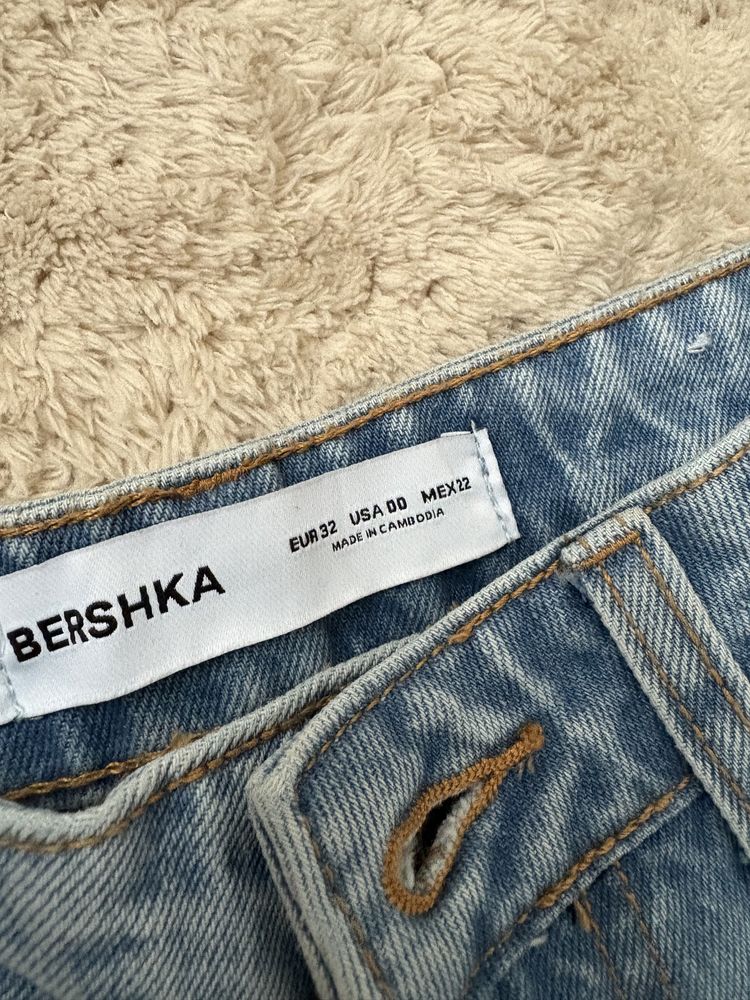 BERSHKA
EUR 32 USA 00 MEX 22
MADE IN CAMBODIA